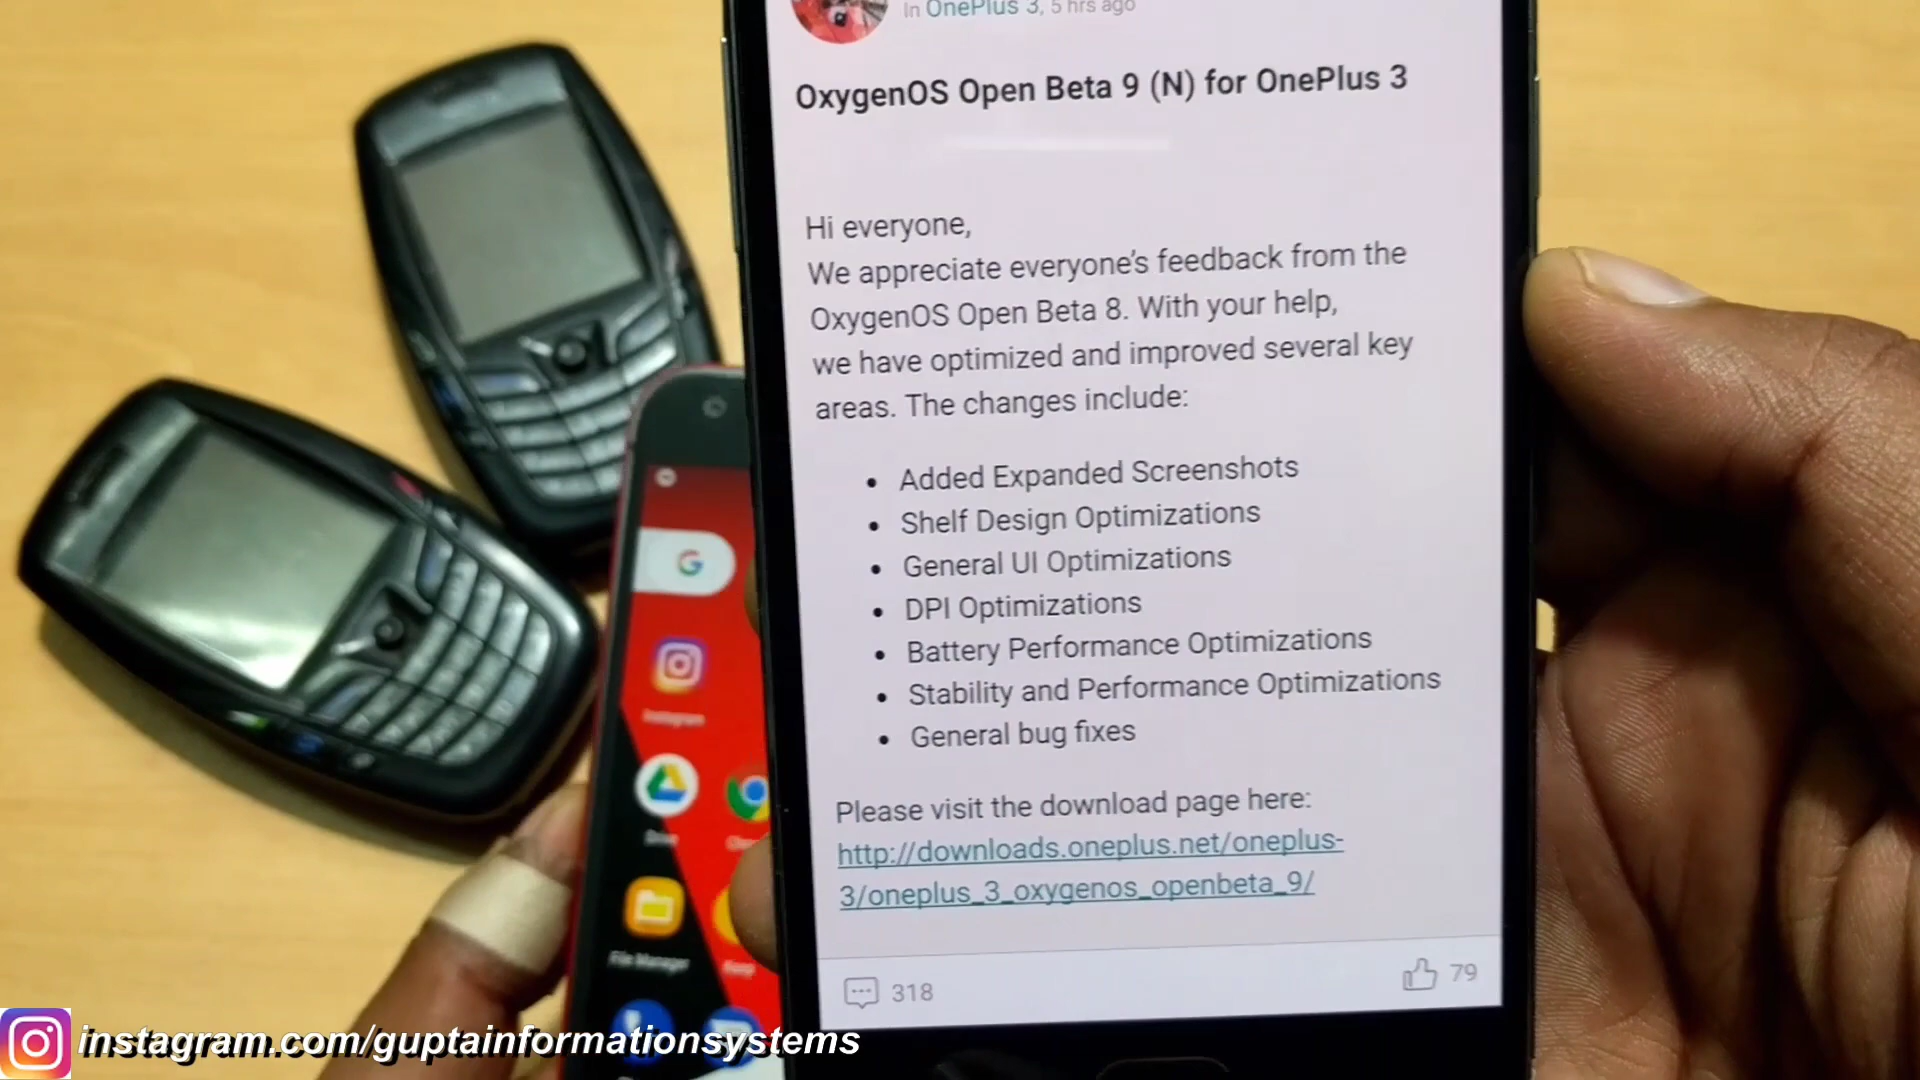 In OnePlus 3, 5 hrs ago
OxygenOS Open Beta 9 (N) for OnePlus 3
Hi everyone,
We appreciate everyone's feedback from the
OxygenOS Open Beta 8. With your help,
we have optimized and improved several key
areas. The changes include:
• Added Expanded Screenshots
• Shelf Design Optimizations
• General UI Optimizations
• DPI Optimizations
• Battery Performance Optimizations
• Stability and Performance Optimizations
• General bug fixes
Please visit the download page here:
http://downloads.oneplus.net/oneplus-
3/oneplus_3_oxygenos_openbeta_9/
318
79
G
Instagram
Drive
File Manager
instagram.com/guptainformationsystems